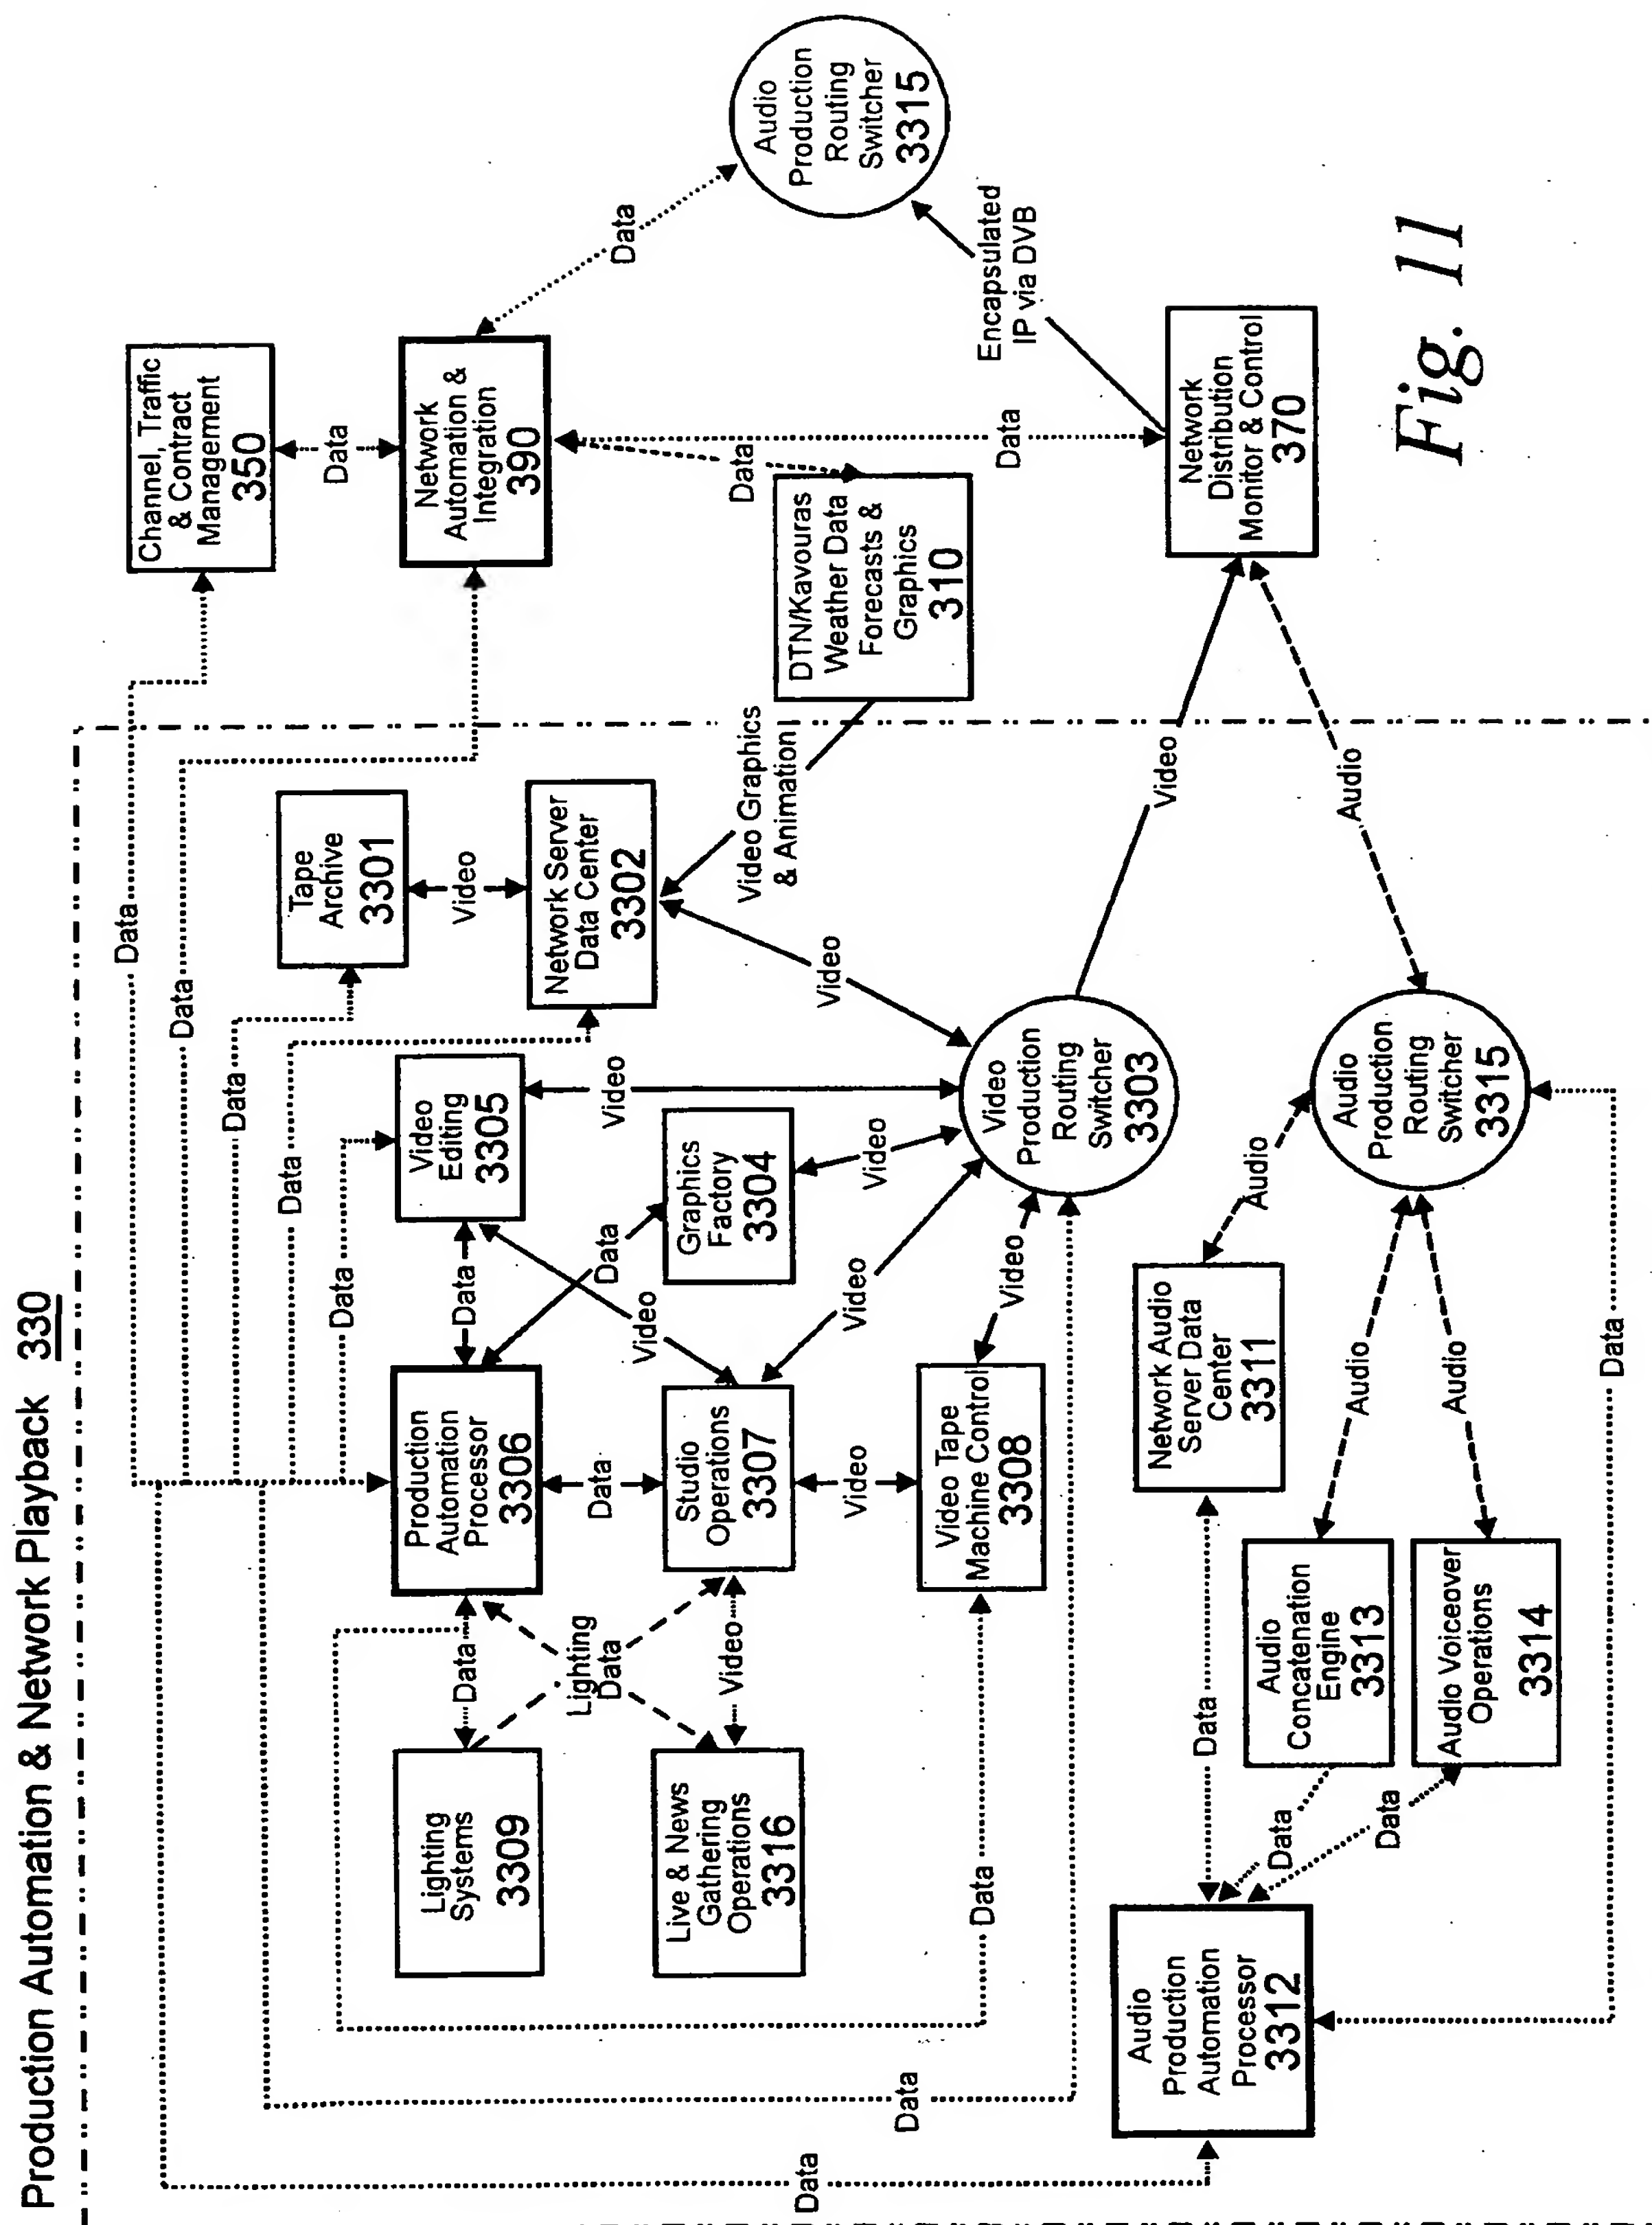 Production Automation & Network Playback 330
Data
Data
Data
Data
Data
Channel, Traffic
& Contract
Management
350
Data
Network
Automation &
Integration
390
Data
Audio
Production
Routing
Switcher
3315
Tape
Archive
3301
Video
Network Server
Data Center
3302
Video Graphics
& Animation
Data
DTN/Kavouras
Weather Data
Forecasts &
Graphics
310
Data
Encapsulated
IP via DVB
Network
Distribution
Monitor & Control
370
Lighting
Systems
3309
Data
Production
Automation
Processor
3306
Data
Video
Editing
3305
Video
Lighting
Data
Data
Data
Video
Graphics
Factory
3304
Video
Video
Live & News
Gathering
Operations
3316
Video
Studio
Operations
3307
Video
Video
Video Tape
Machine Control
3308
Video
Video
Production
Routing
Switcher
3303
Video
Data
Data
Data
Audio
Audio
Production
Automation
Processor
3312
Data
Network Audio
Server Data
Center
3311
Audio
Data
Audio
Concatenation
Engine
3313
Audio
Audio
Production
Routing
Switcher
3315
Data
Audio Voiceover
Operations
3314
Audio
Data
Fig. 11